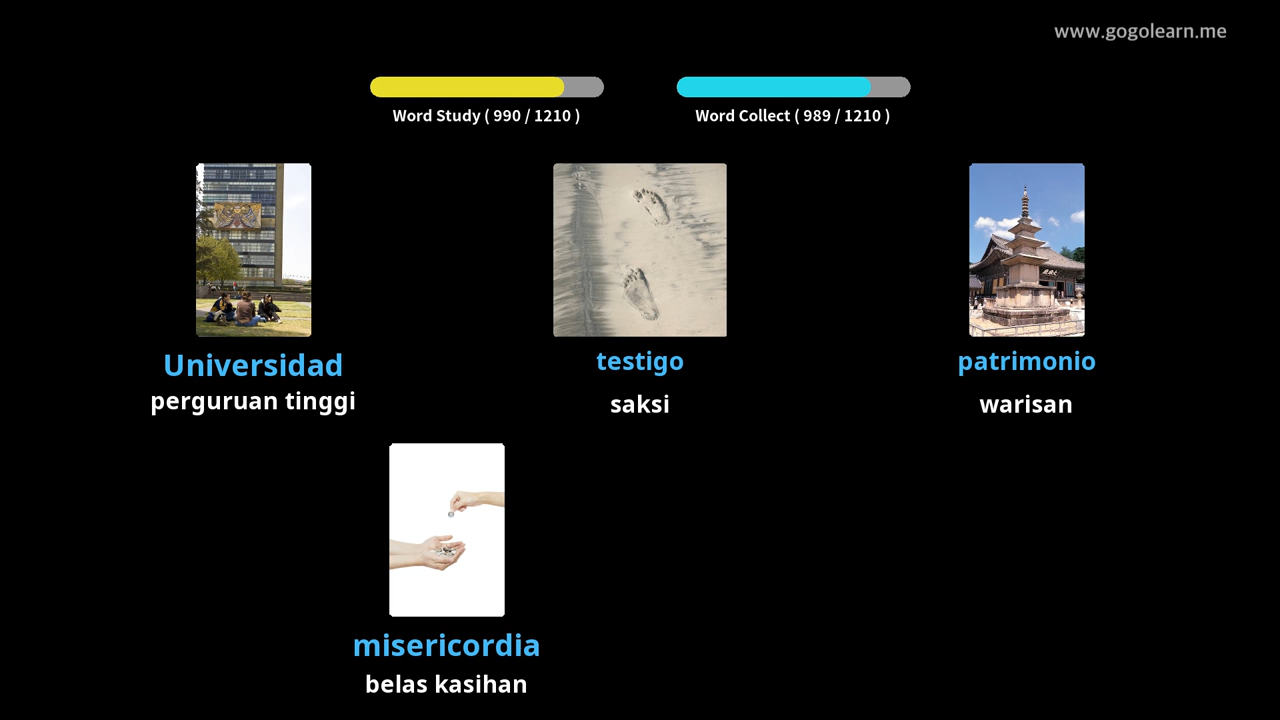 www.gogolearn.me
Word Study ( 990 / 1210 )
Word Collect ( 989 / 1210 )
Universidad
perguruan tinggi
testigo
saksi
patrimonio
warisan
misericordia
belas kasihan